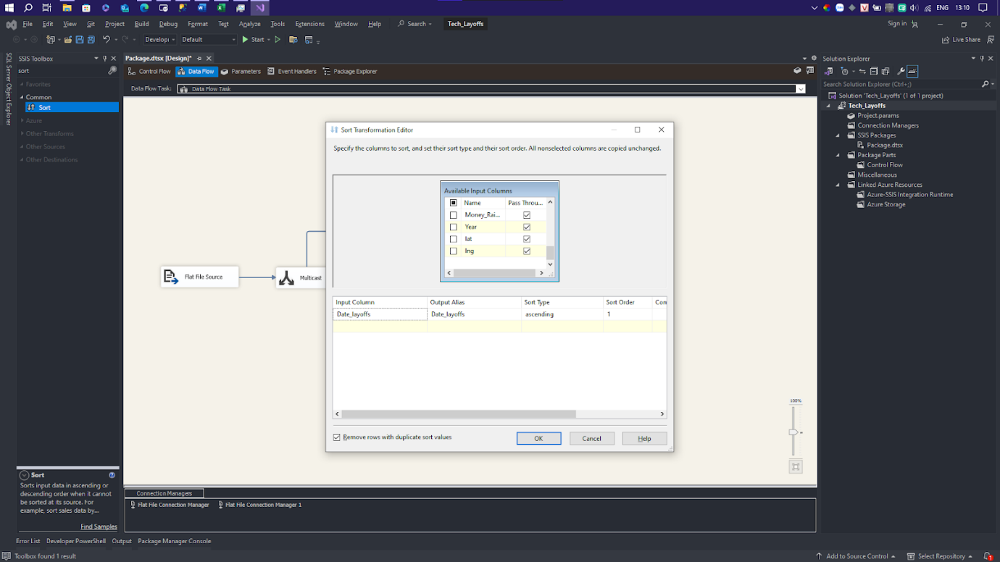 ENG 13:10
File Edit View Git Project Build Debug Format Test Analyze Tools Extensions Window Help Search Tech_Layoffs Sign in
Developi Default Start Live Share
SQL Server Object Explorer
SSIS Toolbox
sort
Favorites
Common
Sort
Azure
Other Transforms
Other Sources
Other Destinations
Sort
Sorts input data in ascending or
descending order when it cannot
be sorted at its source. For
example, sort sales data by...
Find Samples
Package.dtsx [Design]*
Control Flow Data Flow Parameters Event Handlers Package Explorer
Data Flow Task: Data Flow Task
Flat File Source
Multicast
Sort Transformation Editor
Specify the columns to sort, and set their sort type and their sort order. All nonselected columns are copied unchanged.
Available Input Columns
Name Pass Throu...
Money_Rai...
Year
lat
lng
Input Column Output Alias Sort Type Sort Order Con
Date_layoffs Date_layoffs ascending 1
Remove rows with duplicate sort values
OK Cancel Help
100%
Connection Managers
Flat File Connection Manager Flat File Connection Manager 1
Solution Explorer
Search Solution Explorer (Ctrl+;)
Solution 'Tech_Layoffs' (1 of 1 project)
Tech_Layoffs
Project.params
Connection Managers
SSIS Packages
Package.dtsx
Package Parts
Control Flow
Miscellaneous
Linked Azure Resources
Azure-SSIS Integration Runtime
Azure Storage
Error List Developer PowerShell Output Package Manager Console
Toolbox found 1 result Add to Source Control Select Repository 1